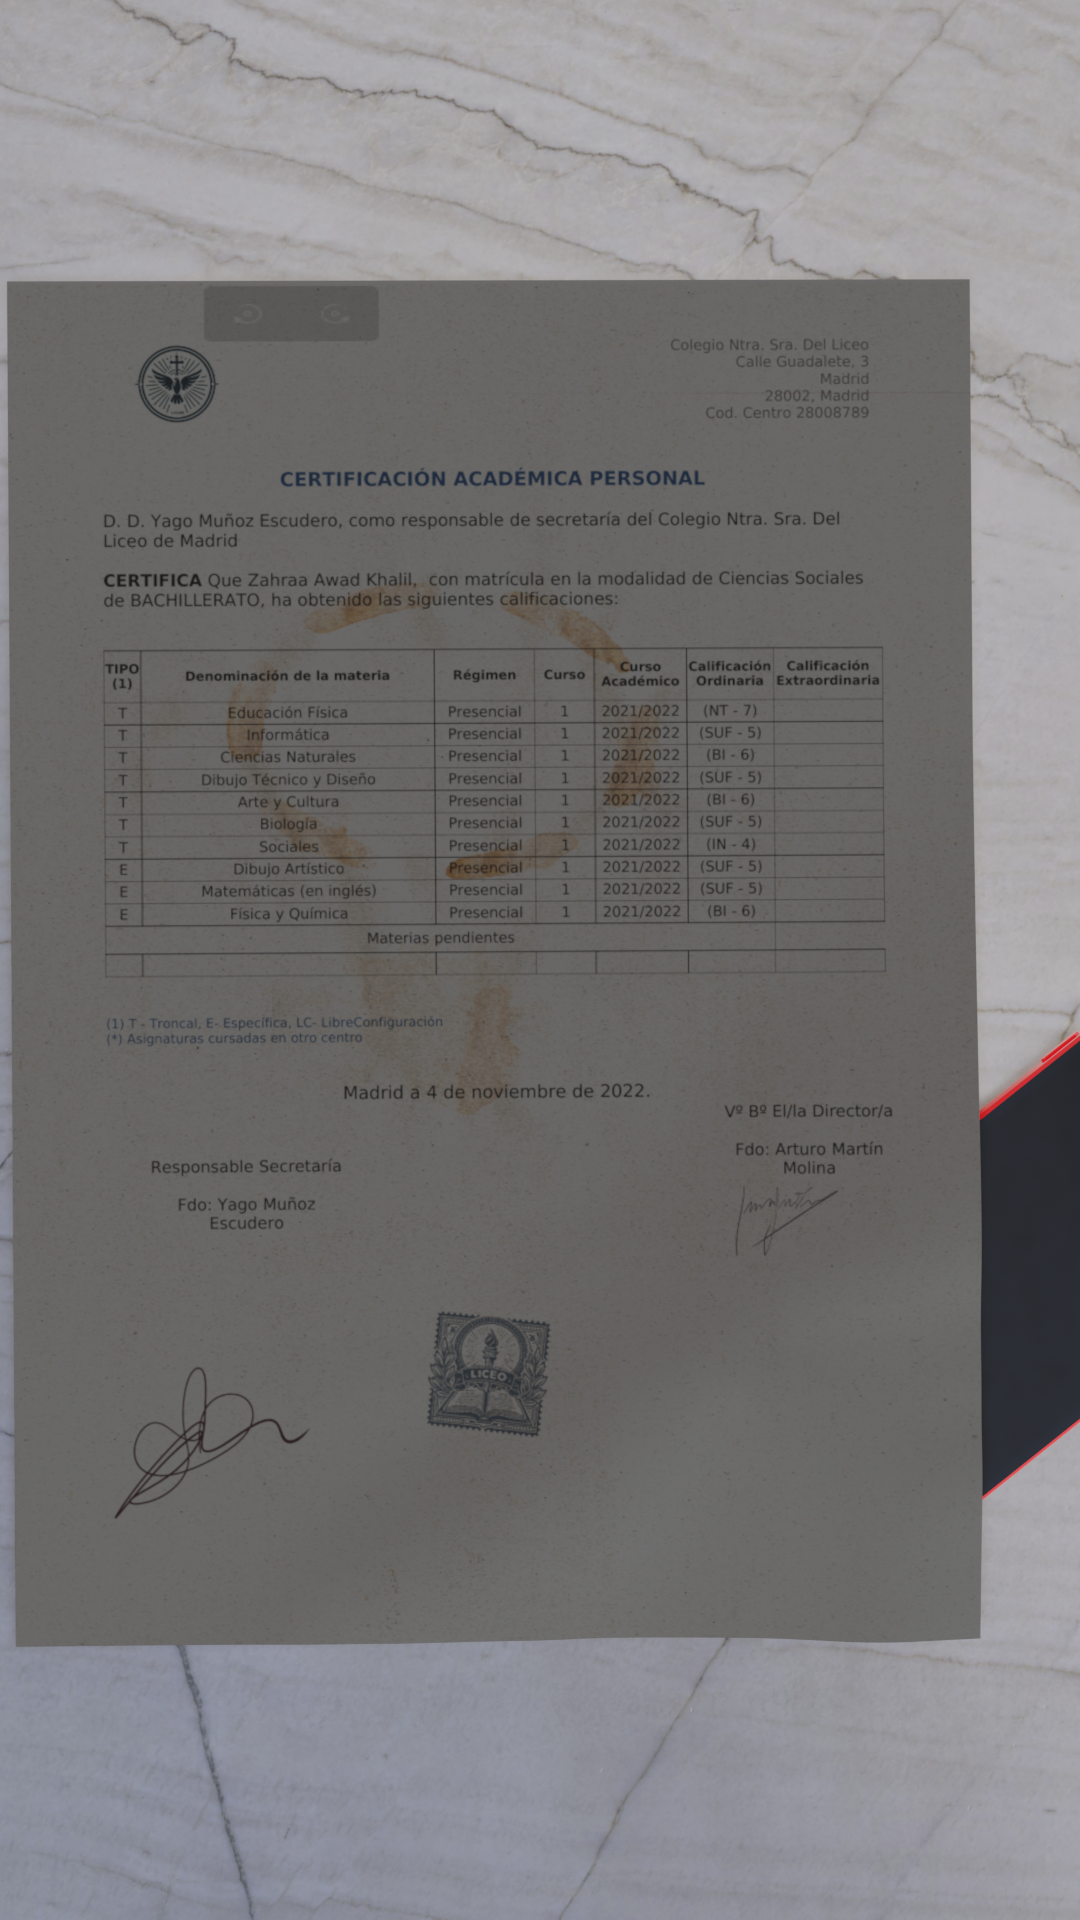 Colegio Ntra. Sra. Del Liceo
Calle Guadalete, 3
Madrid
28002, Madrid
Cod. Centro 28008789
CERTIFICACIÓN ACADÉMICA PERSONAL
D. D. Yago Muñoz Escudero, como responsable de secretaría del Colegio Ntra. Sra. Del
Liceo de Madrid
CERTIFICA Que Zahraa Awad Khalil, con matrícula en la modalidad de Ciencias Sociales
de BACHILLERATO, ha obtenido las siguientes calificaciones:
TIPO (1) Denominación de la materia Régimen Curso Curso Académico Calificación Ordinaria Calificación Extraordinaria
T Educación Física Presencial 1 2021/2022 (NT - 7)
T Informática Presencial 1 2021/2022 (SUF - 5)
T Ciencias Naturales Presencial 1 2021/2022 (BI - 6)
T Dibujo Técnico y Diseño Presencial 1 2021/2022 (SUF - 5)
T Arte y Cultura Presencial 1 2021/2022 (BI - 6)
T Biología Presencial 1 2021/2022 (SUF - 5)
T Sociales Presencial 1 2021/2022 (IN - 4)
E Dibujo Artístico Presencial 1 2021/2022 (SUF - 5)
E Matemáticas (en inglés) Presencial 1 2021/2022 (SUF - 5)
E Física y Química Presencial 1 2021/2022 (BI - 6)
Materias pendientes
(1) T - Troncal, E- Específica, LC- LibreConfiguración
(*) Asignaturas cursadas en otro centro
Madrid a 4 de noviembre de 2022.
Vº Bº El/la Director/a
Fdo: Arturo Martín
Molina
Responsable Secretaría
Fdo: Yago Muñoz
Escudero
LICEO